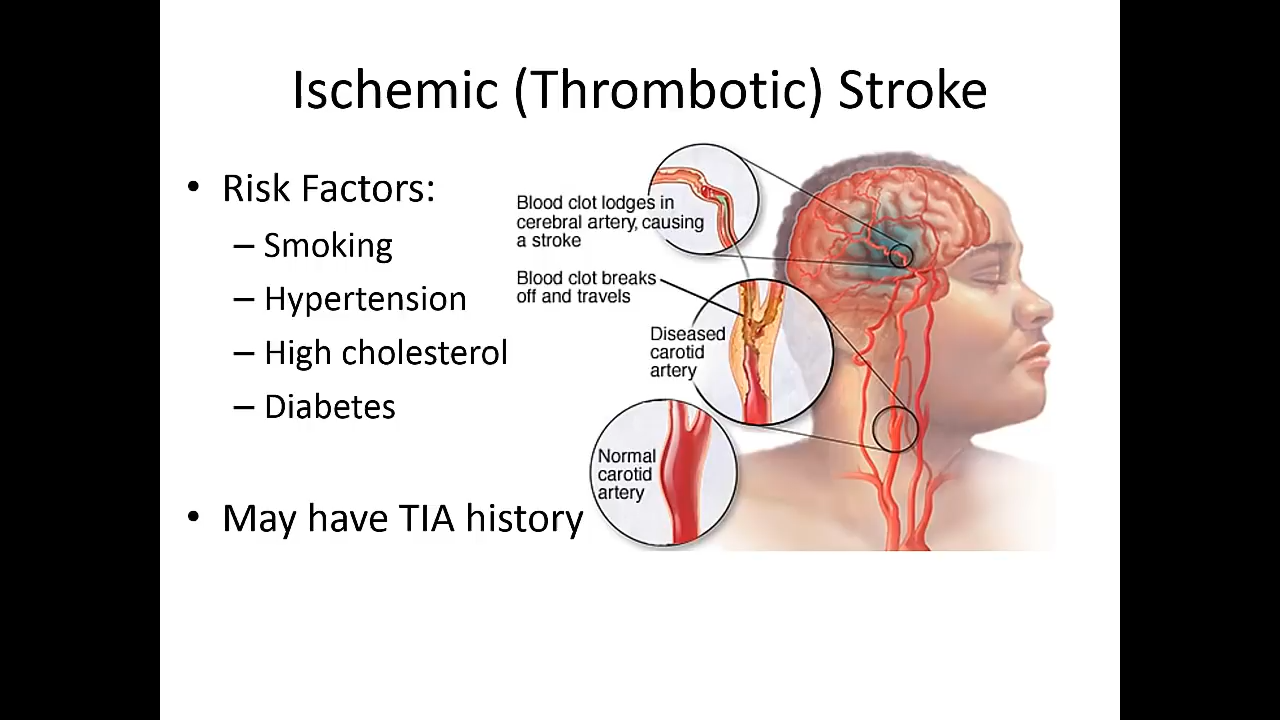 Ischemic (Thrombotic) Stroke
• Risk Factors:
– Smoking
– Hypertension
– High cholesterol
– Diabetes
• May have TIA history
Blood clot lodges in
cerebral artery, causing
a stroke
Blood clot breaks
off and travels
Diseased
carotid
artery
Normal
carotid
artery